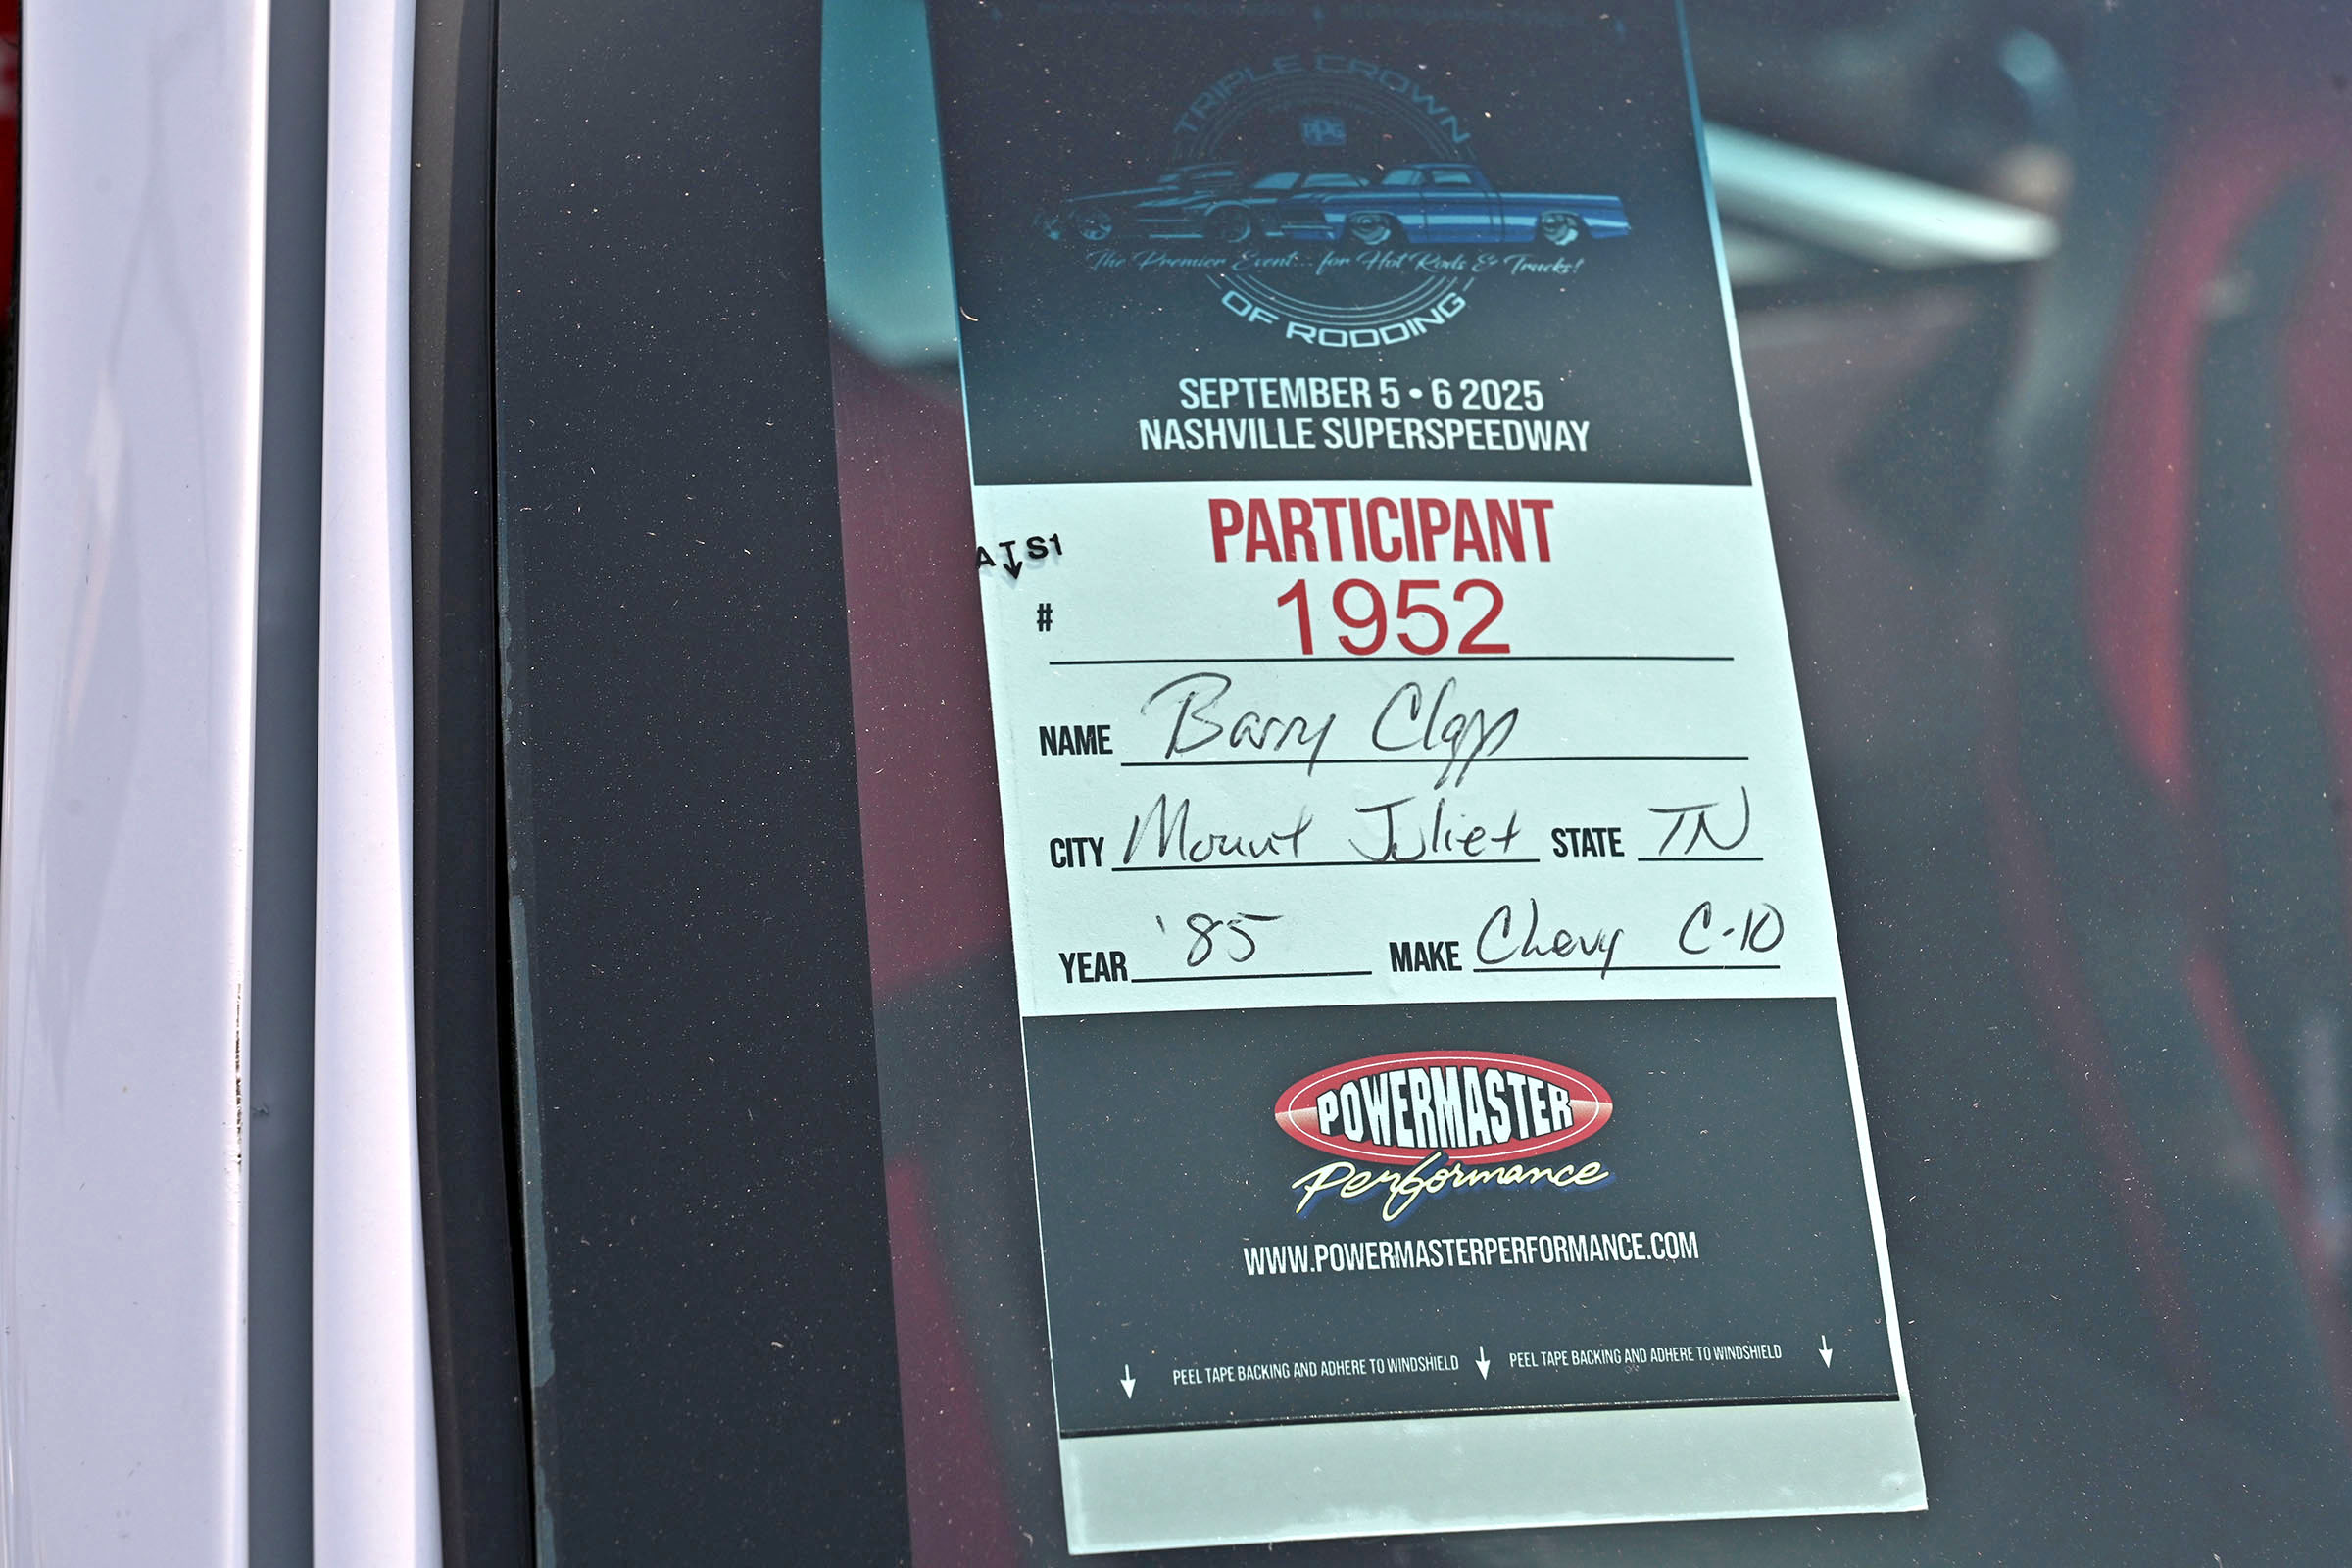 TRIPLE CROWN
PPG
The Premier Event... for Hot Rods & Trucks!
OF RODDING
SEPTEMBER 5 • 6 2025
NASHVILLE SUPERSPEEDWAY
PARTICIPANT
AS1
# 1952
NAME Barry Clapp
CITY Mount Juliet STATE TN
YEAR '85 MAKE Chevy C-10
POWERMASTER
Performance
WWW.POWERMASTERPERFORMANCE.COM
PEEL TAPE BACKING AND ADHERE TO WINDSHIELD PEEL TAPE BACKING AND ADHERE TO WINDSHIELD